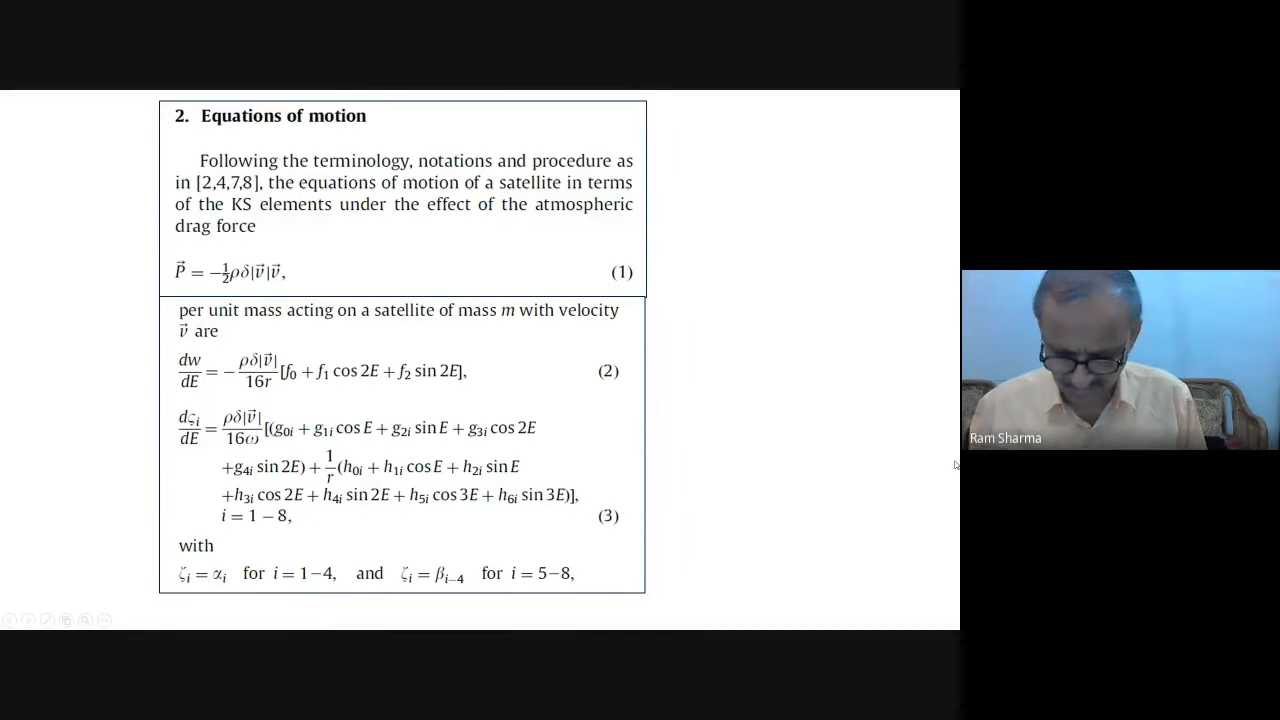 2. Equations of motion
Following the terminology, notations and procedure as
in [2,4,7,8], the equations of motion of a satellite in terms
of the KS elements under the effect of the atmospheric
drag force
P⃗ = −½ρδ|v⃗|v⃗, (1)
per unit mass acting on a satellite of mass m with velocity
v⃗ are
dw/dE = − ρδ|v⃗|/16r [f₀ + f₁ cos 2E + f₂ sin 2E], (2)
dςᵢ/dE = ρδ|v⃗|/16ω [(g₀ᵢ + g₁ᵢ cos E + g₂ᵢ sin E + g₃ᵢ cos 2E
+g₄ᵢ sin 2E) + 1/r (h₀ᵢ + h₁ᵢ cos E + h₂ᵢ sin E
+h₃ᵢ cos 2E + h₄ᵢ sin 2E + h₅ᵢ cos 3E + h₆ᵢ sin 3E)],
i = 1 − 8, (3)
with
ζᵢ = αᵢ for i = 1−4, and ζᵢ = βᵢ₋₄ for i = 5−8,
Ram Sharma